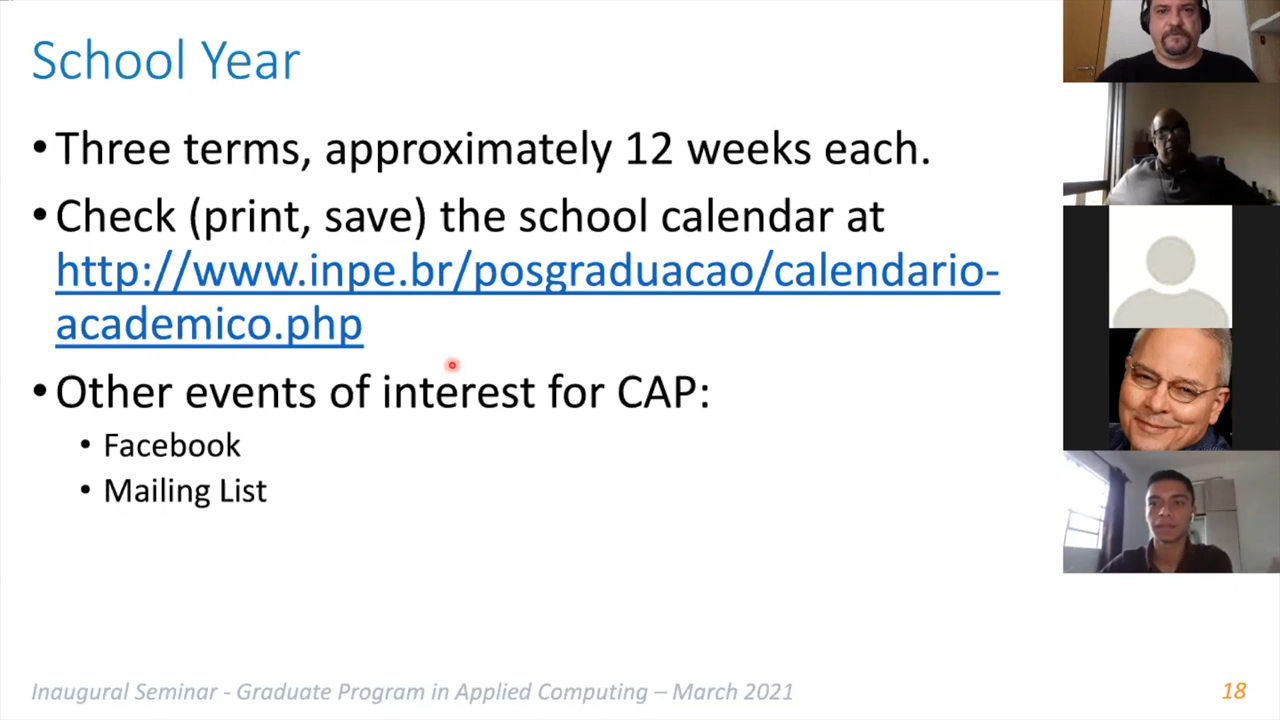 School Year
•Three terms, approximately 12 weeks each.
•Check (print, save) the school calendar at
http://www.inpe.br/posgraduacao/calendario-
academico.php
•Other events of interest for CAP:
• Facebook
• Mailing List
Inaugural Seminar - Graduate Program in Applied Computing – March 2021
18